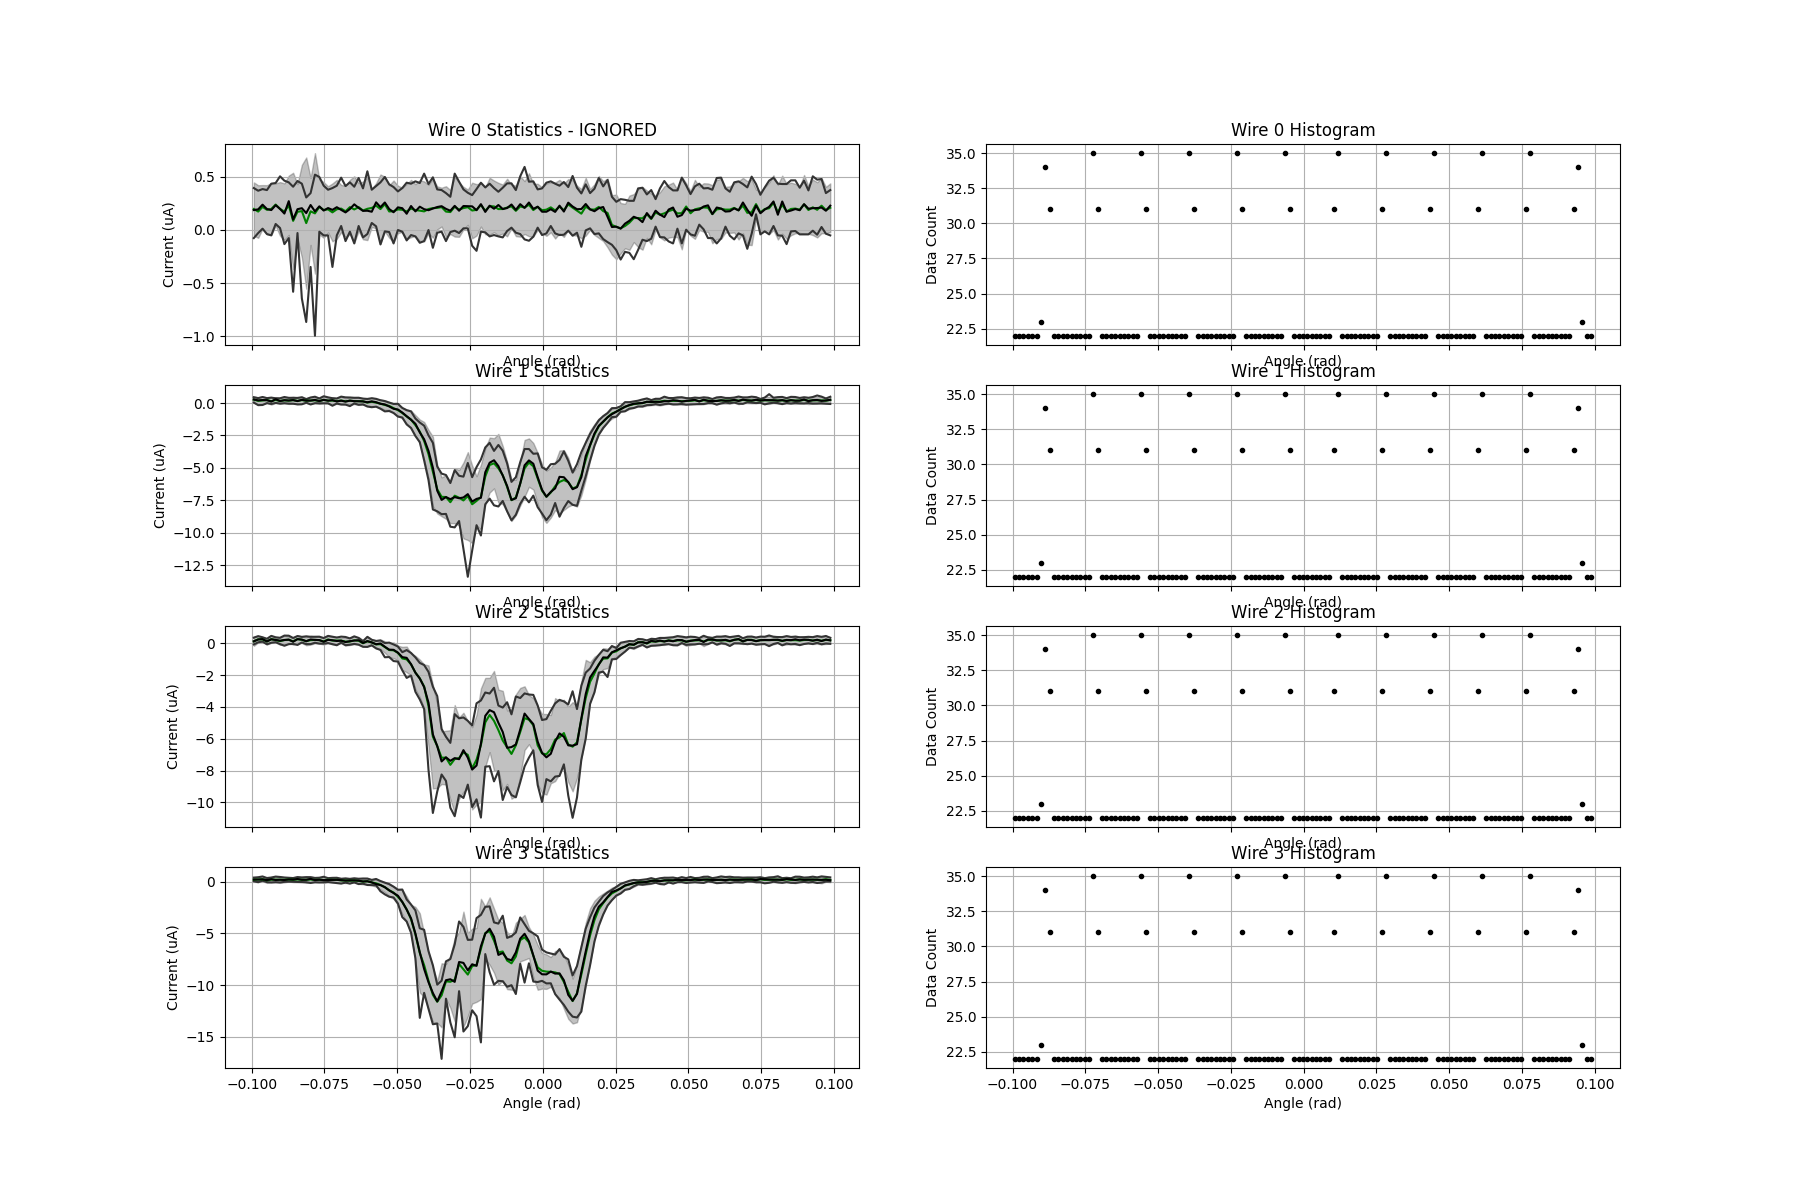 Wire 0 Statistics - IGNORED
Current (uA)
0.5
0.0
−0.5
−1.0
Angle (rad)
Wire 0 Histogram
Data Count
35.0
32.5
30.0
27.5
25.0
22.5
Angle (rad)
Wire 1 Statistics
Current (uA)
0.0
−2.5
−5.0
−7.5
−10.0
−12.5
Angle (rad)
Wire 1 Histogram
Data Count
35.0
32.5
30.0
27.5
25.0
22.5
Angle (rad)
Wire 2 Statistics
Current (uA)
0
−2
−4
−6
−8
−10
Angle (rad)
Wire 2 Histogram
Data Count
35.0
32.5
30.0
27.5
25.0
22.5
Angle (rad)
Wire 3 Statistics
Current (uA)
0
−5
−10
−15
−0.100 −0.075 −0.050 −0.025 0.000 0.025 0.050 0.075 0.100
Angle (rad)
Wire 3 Histogram
Data Count
35.0
32.5
30.0
27.5
25.0
22.5
−0.100 −0.075 −0.050 −0.025 0.000 0.025 0.050 0.075 0.100
Angle (rad)